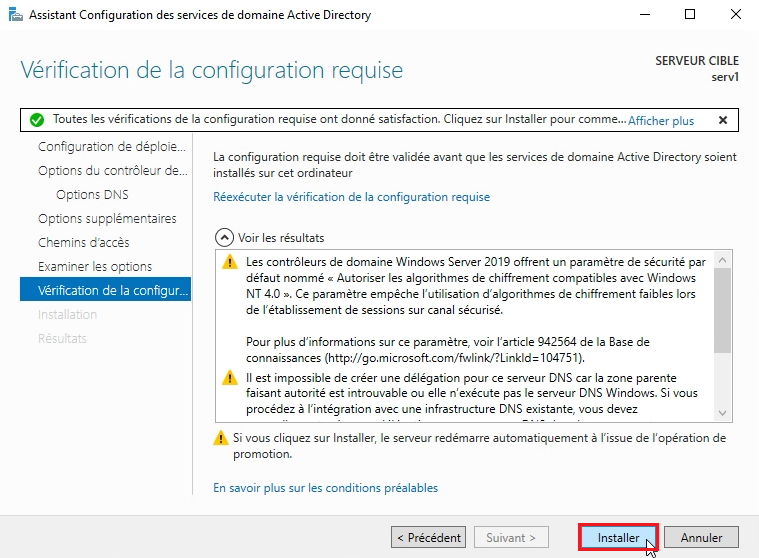 Assistant Configuration des services de domaine Active Directory
Vérification de la configuration requise
SERVEUR CIBLE
serv1
Toutes les vérifications de la configuration requise ont donné satisfaction. Cliquez sur Installer pour comme... Afficher plus
Configuration de déploie...
Options du contrôleur de...
Options DNS
Options supplémentaires
Chemins d'accès
Examiner les options
Vérification de la configur...
Installation
Résultats
La configuration requise doit être validée avant que les services de domaine Active Directory soient
installés sur cet ordinateur
Réexécuter la vérification de la configuration requise
Voir les résultats
Les contrôleurs de domaine Windows Server 2019 offrent un paramètre de sécurité par
défaut nommé « Autoriser les algorithmes de chiffrement compatibles avec Windows
NT 4.0 ». Ce paramètre empêche l'utilisation d'algorithmes de chiffrement faibles lors
de l'établissement de sessions sur canal sécurisé.
Pour plus d'informations sur ce paramètre, voir l'article 942564 de la Base de
connaissances (http://go.microsoft.com/fwlink/?LinkId=104751).
Il est impossible de créer une délégation pour ce serveur DNS car la zone parente
faisant autorité est introuvable ou elle n'exécute pas le serveur DNS Windows. Si vous
procédez à l'intégration avec une infrastructure DNS existante, vous devez
Si vous cliquez sur Installer, le serveur redémarre automatiquement à l'issue de l'opération de
promotion.
En savoir plus sur les conditions préalables
< Précédent
Suivant >
Installer
Annuler